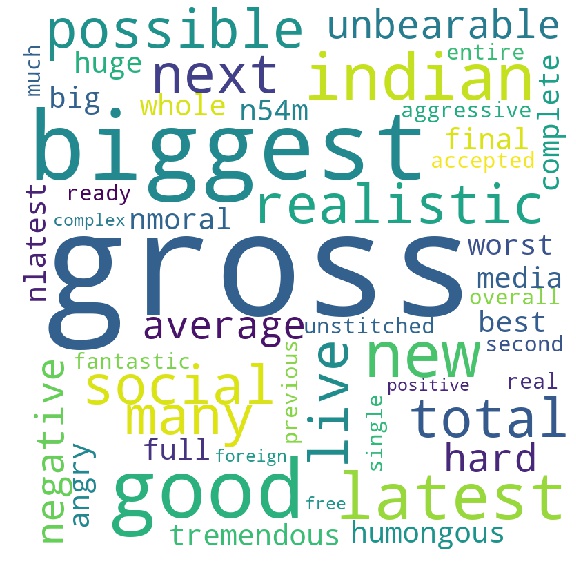 much
possible
unbearable
huge
next
indian
entire
big
whole
n54m
aggressive
complete
biggest
final
accepted
nlatest
ready
realistic
complex
nmoral
gross
worst
media
overall
average
unstitched
best
second
negative
fantastic
social
previous
live
new
positive
real
many
total
angry
full
foreign
single
hard
good
free
latest
tremendous
humongous